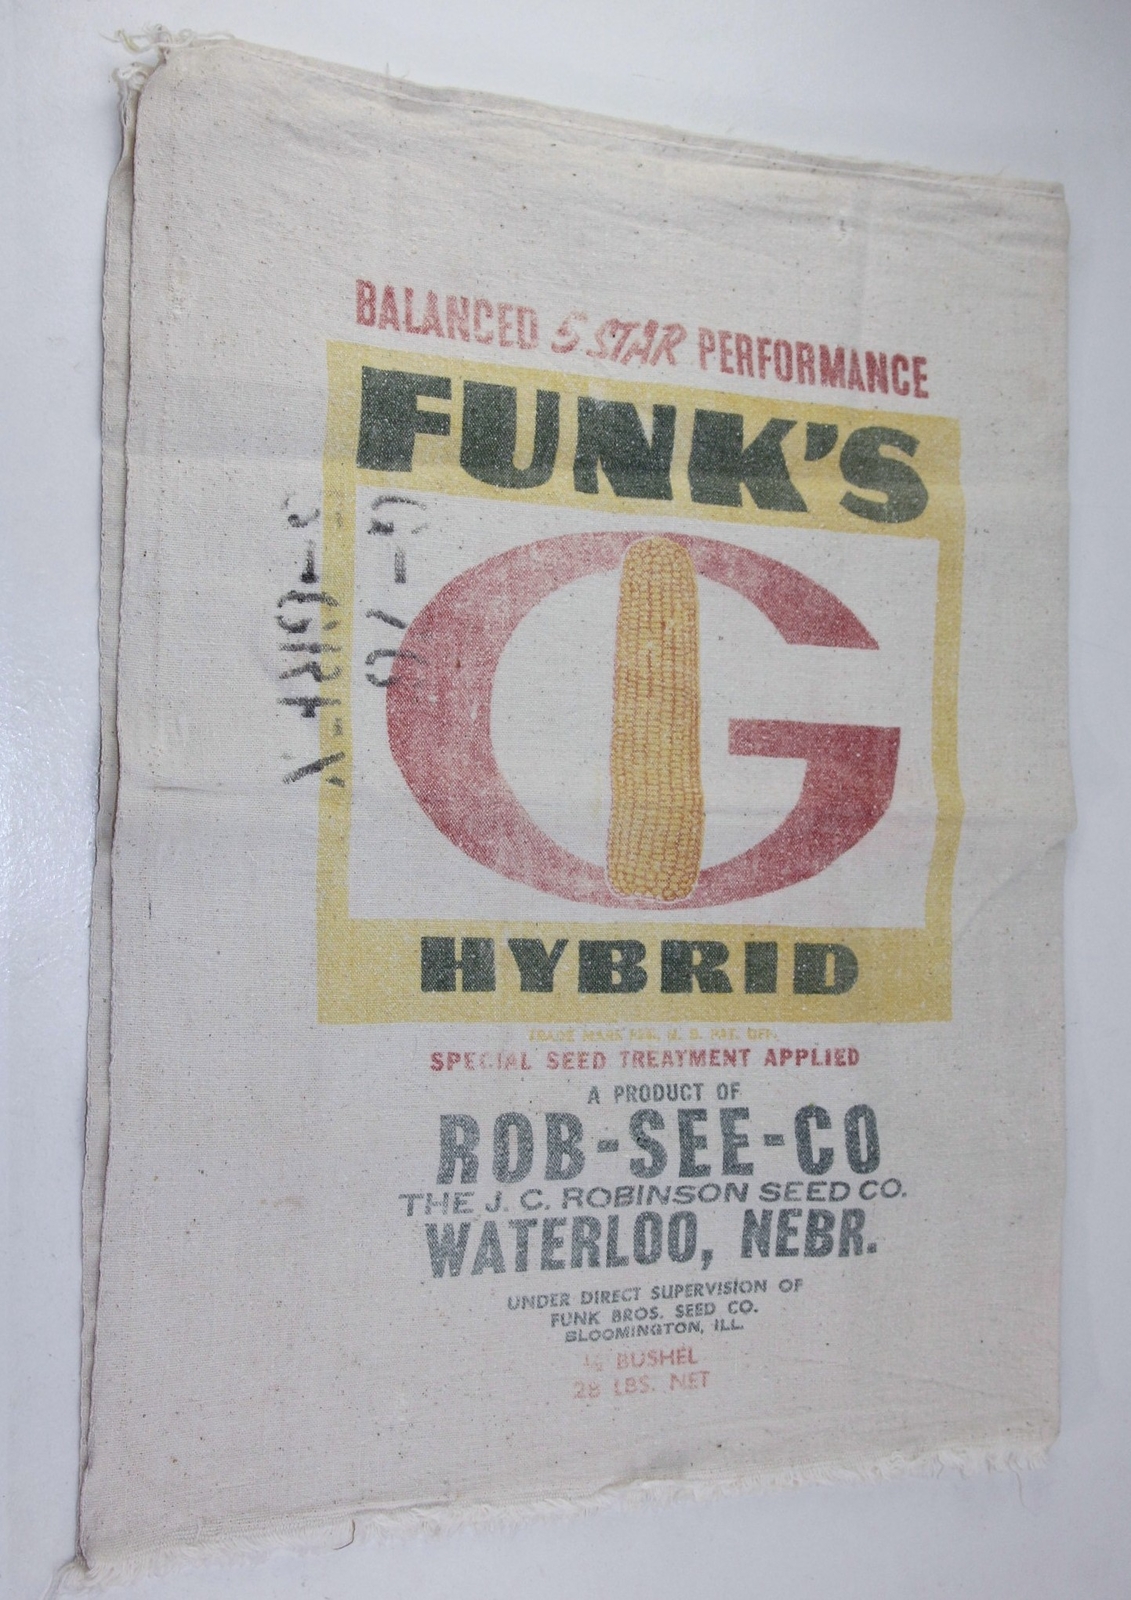 BALANCED 5 STAR PERFORMANCE
FUNK'S
G
HYBRID
TRADE MARK REG. U. S. PAT. OFF.
SPECIAL SEED TREATMENT APPLIED
A PRODUCT OF
ROB-SEE-CO
THE J. C. ROBINSON SEED CO.
WATERLOO, NEBR.
UNDER DIRECT SUPERVISION OF
FUNK BROS. SEED CO.
BLOOMINGTON, ILL.
½ BUSHEL
28 LBS. NET